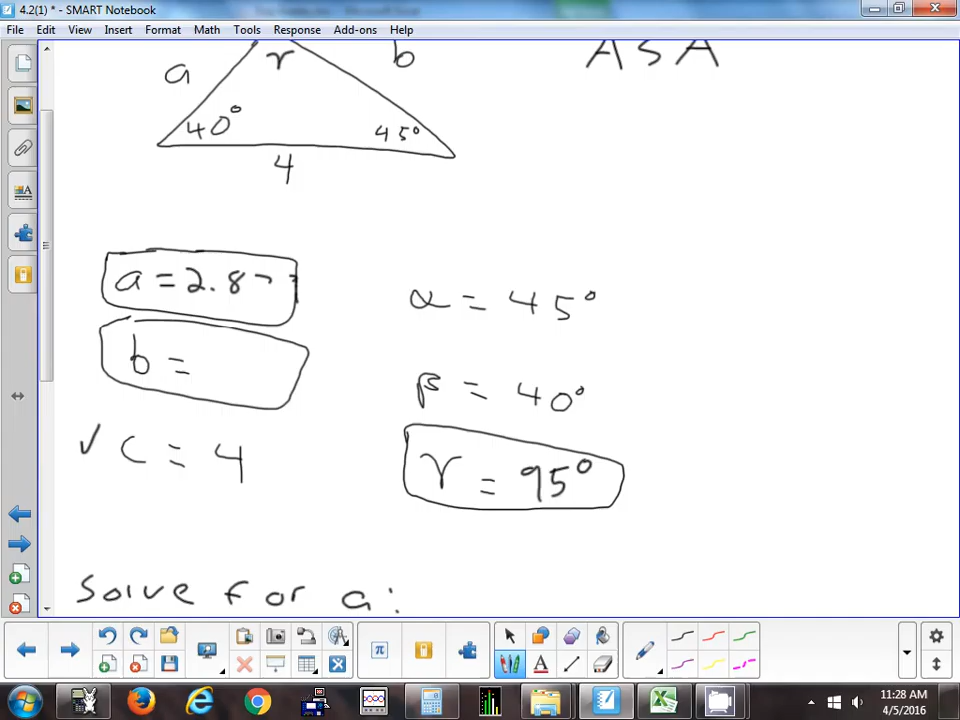 4.2(1) * - SMART Notebook
File Edit View Insert Format Math Tools Response Add-ons Help
a γ b ASA
40° 45°
4
a = 2.8
α = 45°
b =
β = 40°
✓ c = 4
γ = 95°
Solve for a:
π
A
11:28 AM
4/5/2016